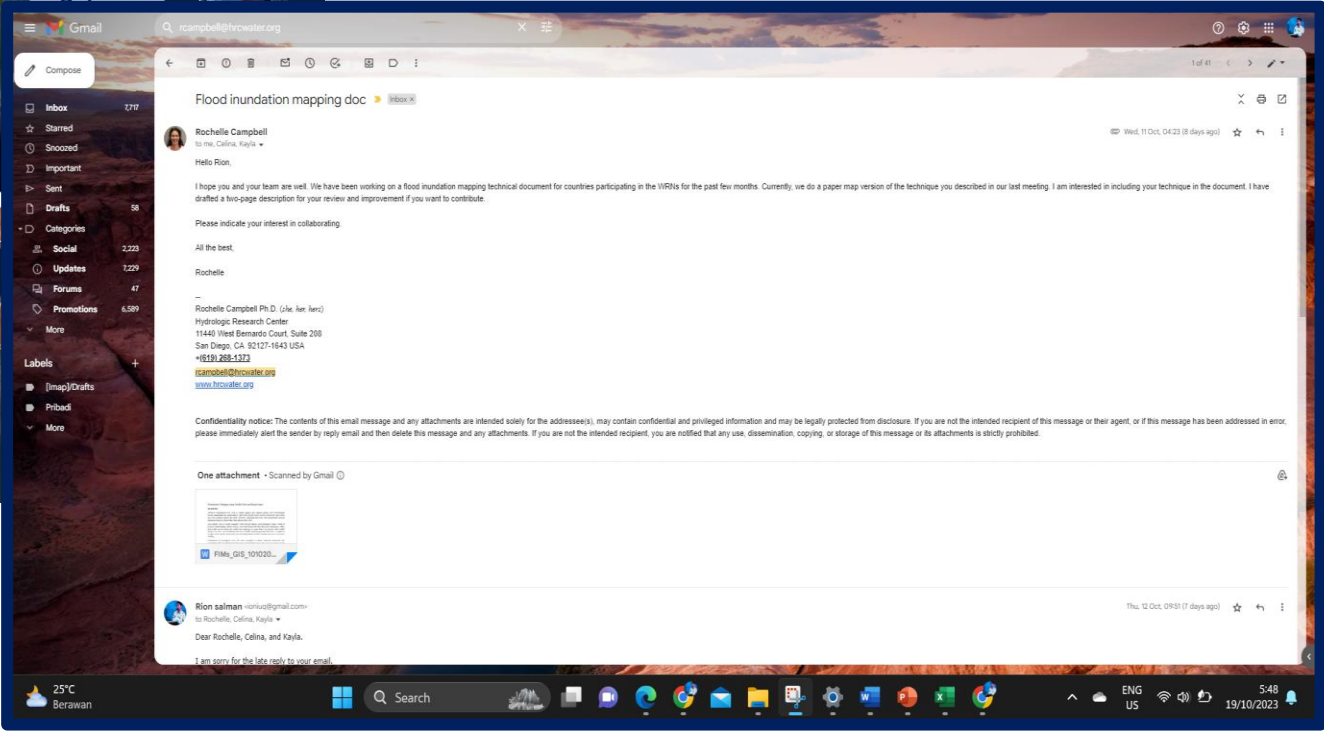 Gmail
rcampbell@hrcwater.org
Compose
1 of 41
Inbox 7,717
Starred
Snoozed
Important
Sent
Drafts 58
Categories
Social 2,223
Updates 7,229
Forums 47
Promotions 6,589
More
Labels
[Imap]/Drafts
Pribadi
More
Flood inundation mapping doc Inbox ×
Rochelle Campbell Wed, 11 Oct, 04:23 (8 days ago)
to me, Celina, Kayla
Hello Rion,
I hope you and your team are well. We have been working on a flood inundation mapping technical document for countries participating in the WRNs for the past few months. Currently, we do a paper map version of the technique you described in our last meeting. I am interested in including your technique in the document. I have
drafted a two-page description for your review and improvement if you want to contribute.
Please indicate your interest in collaborating.
All the best,
Rochelle
--
Rochelle Campbell Ph.D. (she, her, hers)
Hydrologic Research Center
11440 West Bernardo Court, Suite 208
San Diego, CA 92127-1643 USA
+(619) 268-1373
rcampbell@hrcwater.org
www.hrcwater.org
Confidentiality notice: The contents of this email message and any attachments are intended solely for the addressee(s), may contain confidential and privileged information and may be legally protected from disclosure. If you are not the intended recipient of this message or their agent, or if this message has been addressed in error,
please immediately alert the sender by reply email and then delete this message and any attachments. If you are not the intended recipient, you are notified that any use, dissemination, copying, or storage of this message or its attachments is strictly prohibited.
One attachment • Scanned by Gmail
W FIMs_GIS_101020...
Rion salman <ioniuq@gmail.com> Thu, 12 Oct, 09:51 (7 days ago)
to Rochelle, Celina, Kayla
Dear Rochelle, Celina, and Kayla.
I am sorry for the late reply to your email.
25°C
Berawan
Search
ENG
US
5:48
19/10/2023